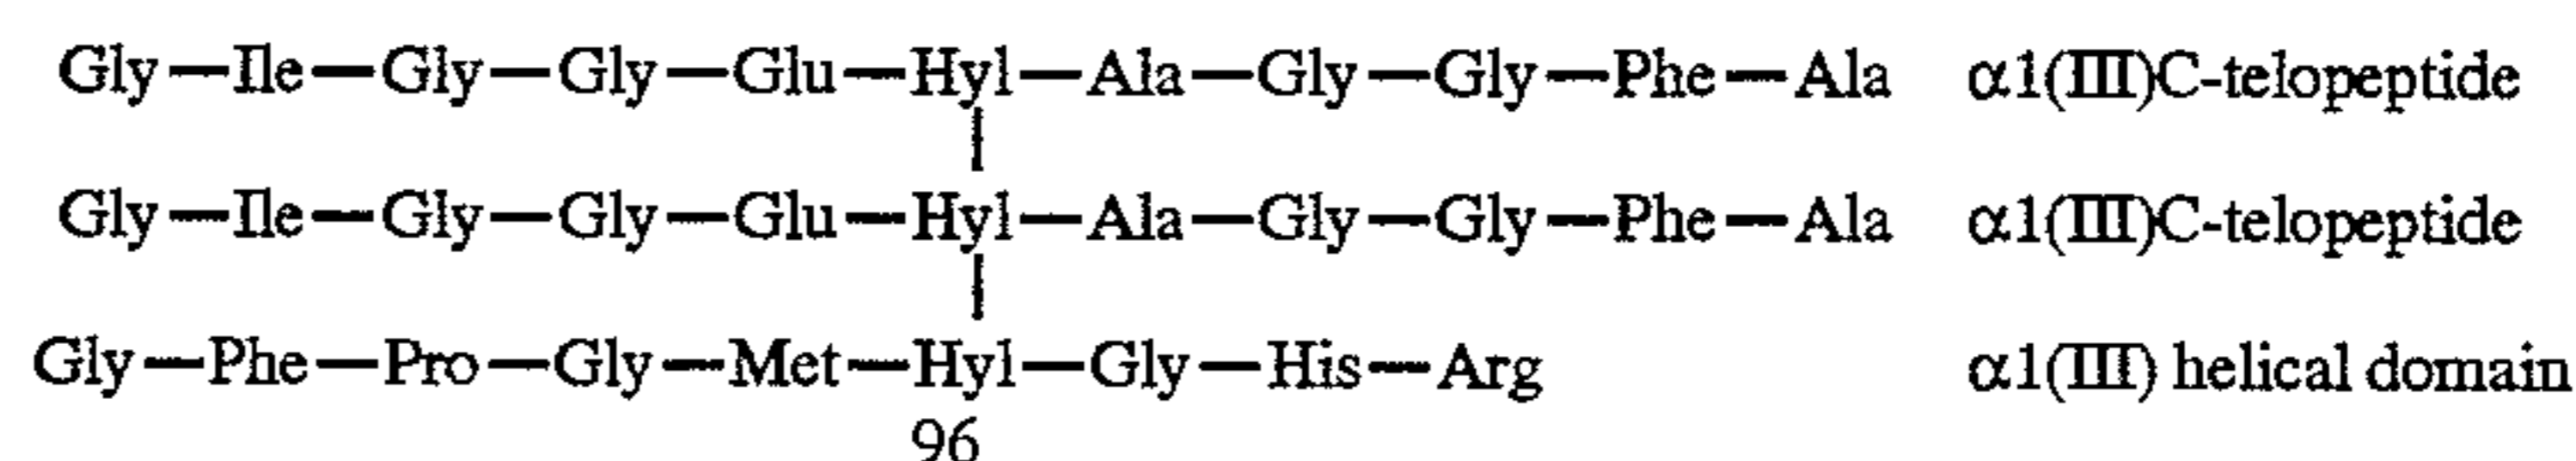 Gly—Ile—Gly—Gly—Glu—Hyl—Ala—Gly—Gly—Phe—Ala α1(III)C-telopeptide
Gly—Ile—Gly—Gly—Glu—Hyl—Ala—Gly—Gly—Phe—Ala α1(III)C-telopeptide
Gly—Phe—Pro—Gly—Met—Hyl—Gly—His—Arg α1(III) helical domain
96